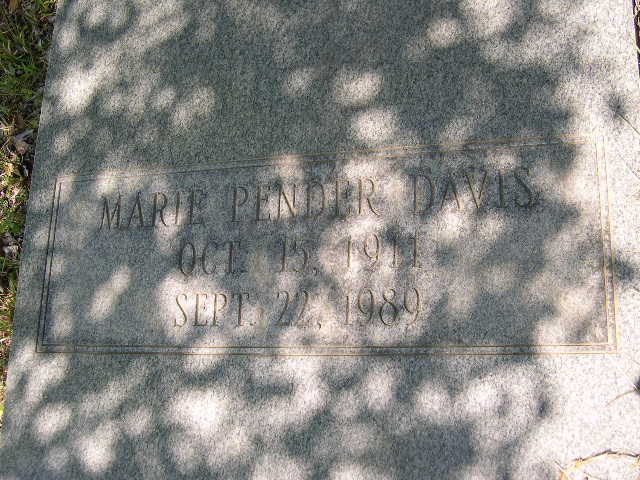 MARIE PENDER DAVIS
OCT. 15, 1911
SEPT. 22, 1989